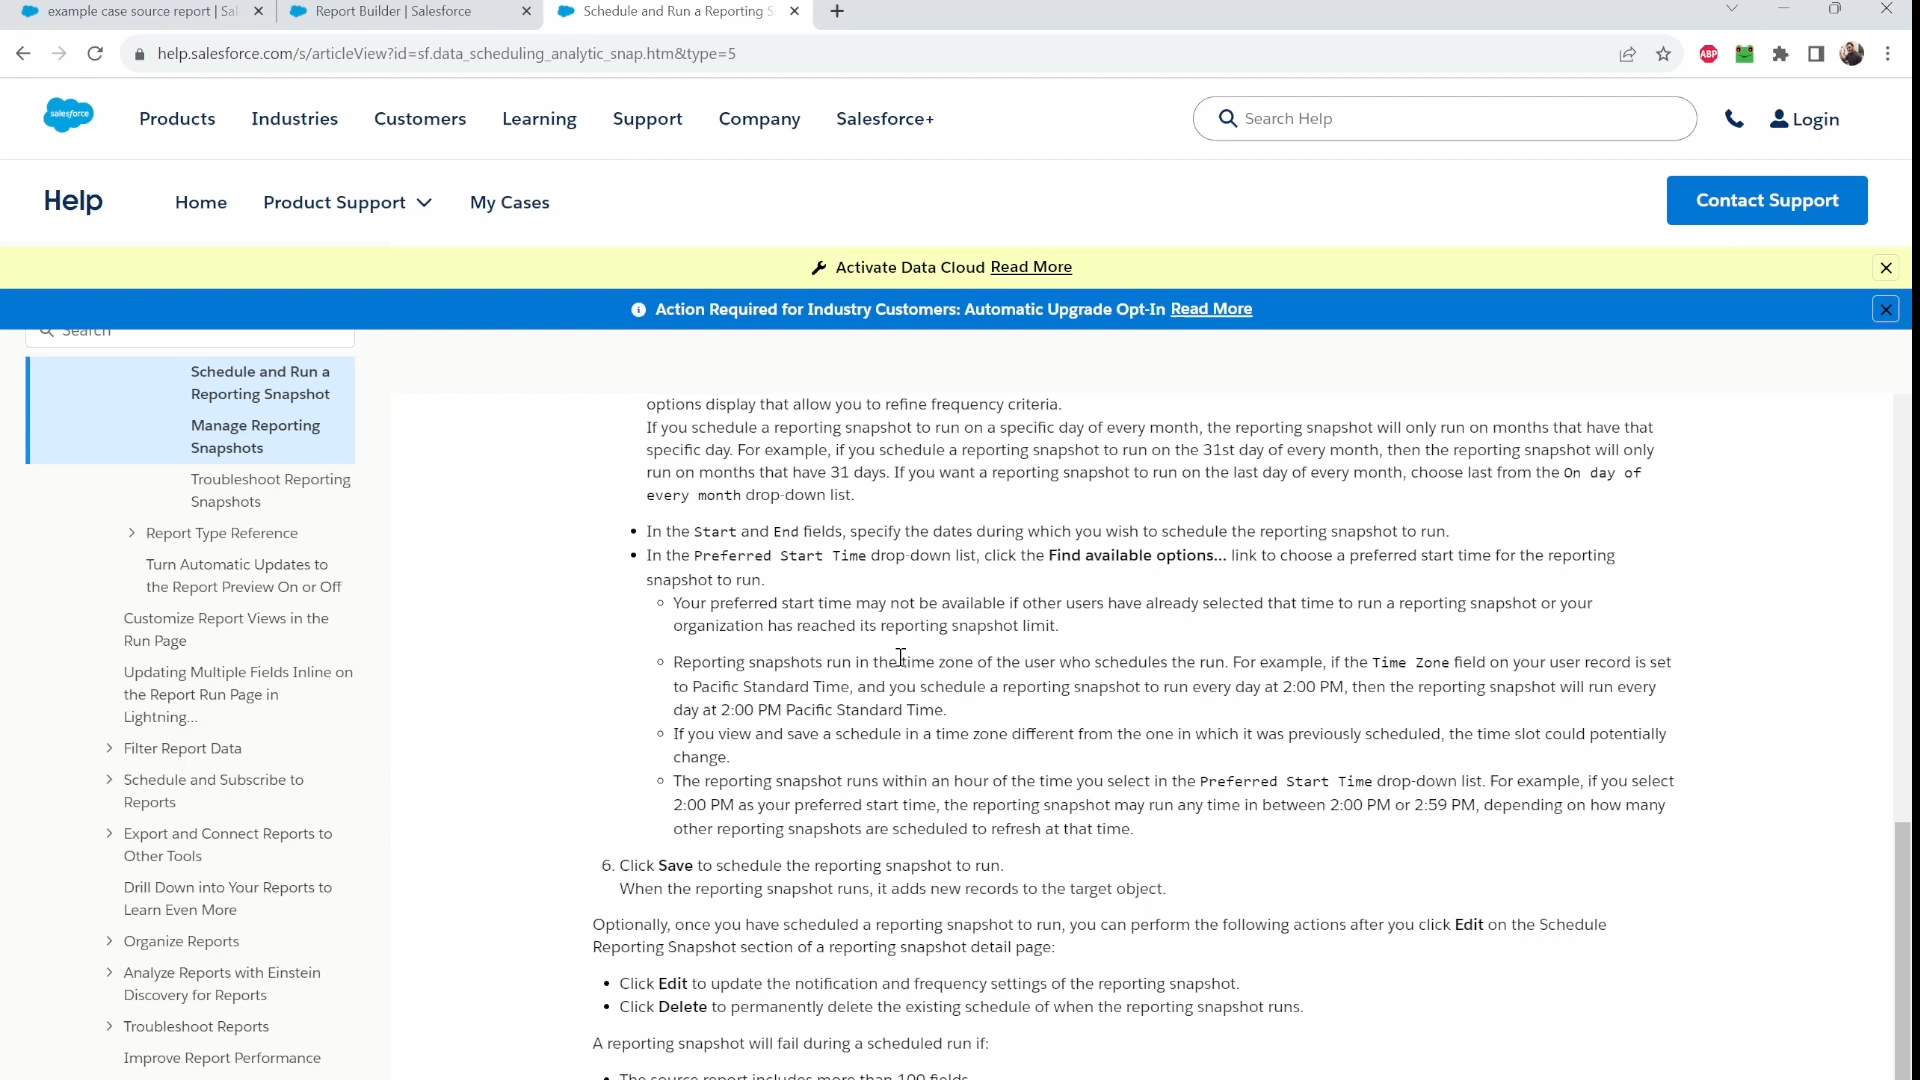 example case source report | Sal
Report Builder | Salesforce
Schedule and Run a Reporting S
help.salesforce.com/s/articleView?id=sf.data_scheduling_analytic_snap.htm&type=5
ABP
salesforce
Products
Industries
Customers
Learning
Support
Company
Salesforce+
Search Help
Login
Help
Home
Product Support
My Cases
Contact Support
Activate Data Cloud Read More
Action Required for Industry Customers: Automatic Upgrade Opt-In Read More
Search
Schedule and Run a
Reporting Snapshot
Manage Reporting
Snapshots
Troubleshoot Reporting
Snapshots
Report Type Reference
Turn Automatic Updates to
the Report Preview On or Off
Customize Report Views in the
Run Page
Updating Multiple Fields Inline on
the Report Run Page in
Lightning...
Filter Report Data
Schedule and Subscribe to
Reports
Export and Connect Reports to
Other Tools
Drill Down into Your Reports to
Learn Even More
Organize Reports
Analyze Reports with Einstein
Discovery for Reports
Troubleshoot Reports
Improve Report Performance
options display that allow you to refine frequency criteria.
If you schedule a reporting snapshot to run on a specific day of every month, the reporting snapshot will only run on months that have that
specific day. For example, if you schedule a reporting snapshot to run on the 31st day of every month, then the reporting snapshot will only
run on months that have 31 days. If you want a reporting snapshot to run on the last day of every month, choose last from the On day of
every month drop-down list.
• In the Start and End fields, specify the dates during which you wish to schedule the reporting snapshot to run.
• In the Preferred Start Time drop-down list, click the Find available options... link to choose a preferred start time for the reporting
snapshot to run.
Your preferred start time may not be available if other users have already selected that time to run a reporting snapshot or your
organization has reached its reporting snapshot limit.
Reporting snapshots run in the time zone of the user who schedules the run. For example, if the Time Zone field on your user record is set
to Pacific Standard Time, and you schedule a reporting snapshot to run every day at 2:00 PM, then the reporting snapshot will run every
day at 2:00 PM Pacific Standard Time.
If you view and save a schedule in a time zone different from the one in which it was previously scheduled, the time slot could potentially
change.
The reporting snapshot runs within an hour of the time you select in the Preferred Start Time drop-down list. For example, if you select
2:00 PM as your preferred start time, the reporting snapshot may run any time in between 2:00 PM or 2:59 PM, depending on how many
other reporting snapshots are scheduled to refresh at that time.
6. Click Save to schedule the reporting snapshot to run.
When the reporting snapshot runs, it adds new records to the target object.
Optionally, once you have scheduled a reporting snapshot to run, you can perform the following actions after you click Edit on the Schedule
Reporting Snapshot section of a reporting snapshot detail page:
• Click Edit to update the notification and frequency settings of the reporting snapshot.
• Click Delete to permanently delete the existing schedule of when the reporting snapshot runs.
A reporting snapshot will fail during a scheduled run if:
• The source report includes more than 100 fields